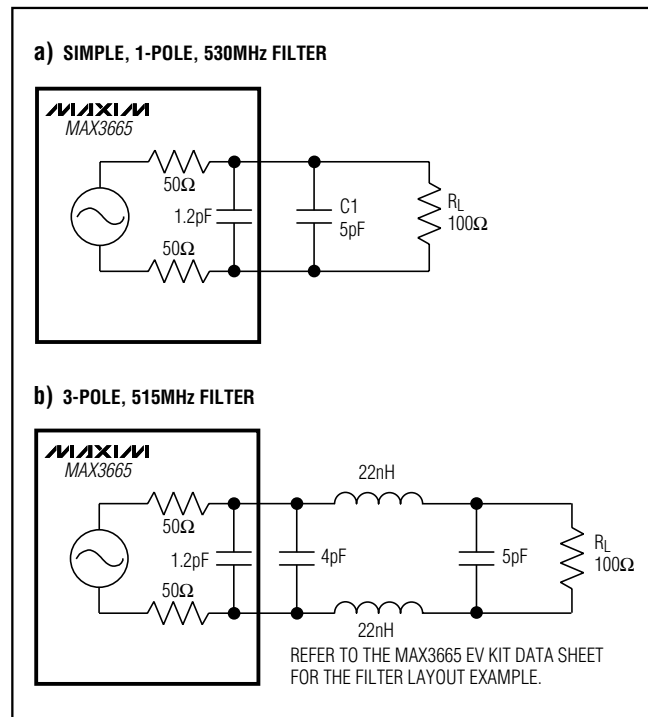 a) SIMPLE, 1-POLE, 530MHz FILTER
MAXIM
MAX3665
50Ω
1.2pF
50Ω
C1
5pF
RL
100Ω
b) 3-POLE, 515MHz FILTER
MAXIM
MAX3665
50Ω
1.2pF
50Ω
4pF
22nH
22nH
5pF
RL
100Ω
REFER TO THE MAX3665 EV KIT DATA SHEET
FOR THE FILTER LAYOUT EXAMPLE.